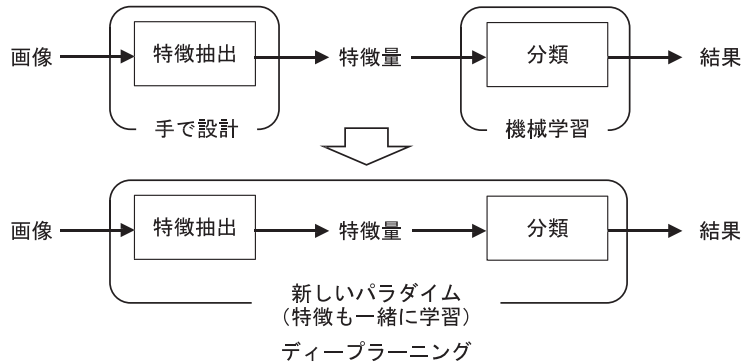 画像
特徴抽出
特徴量
分類
結果
手で設計
機械学習
画像
特徴抽出
特徴量
分類
結果
新しいパラダイム
(特徴も一緒に学習)
ディープラーニング